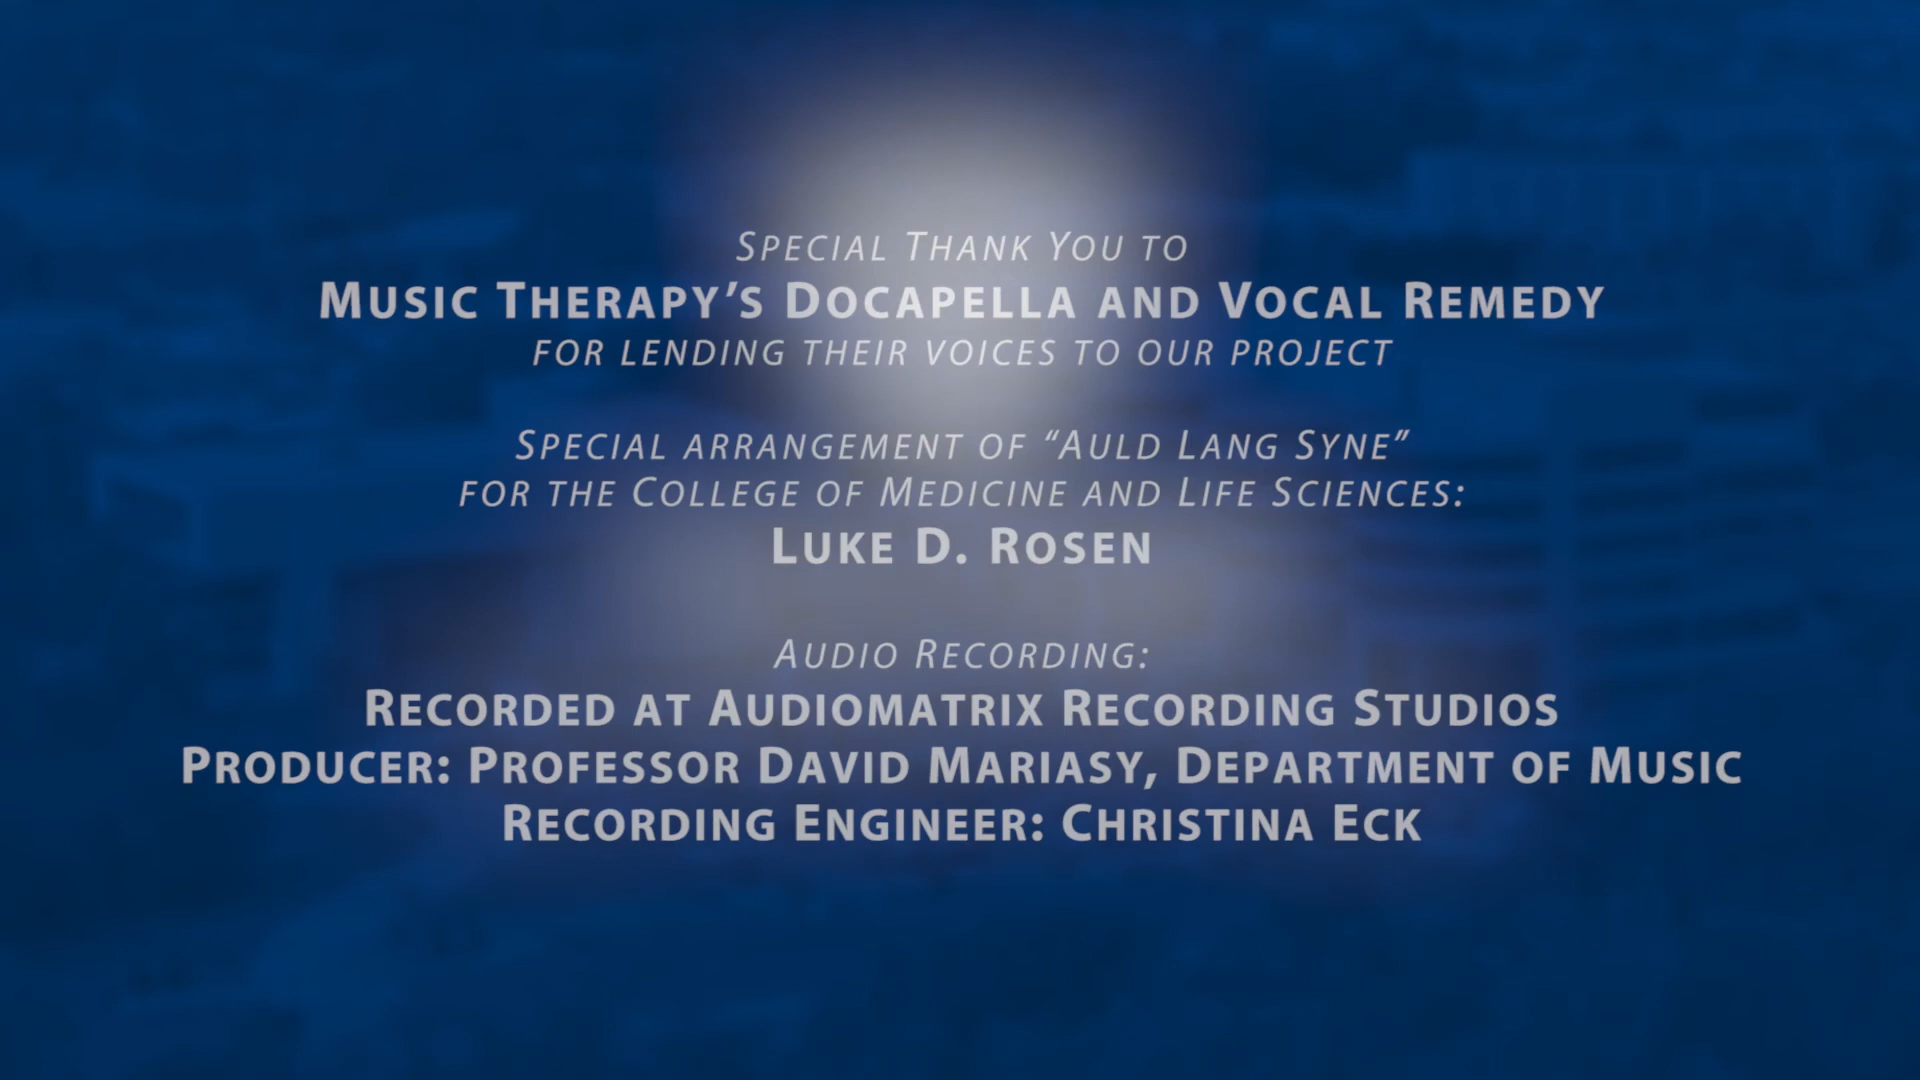 Special Thank You to
Music Therapy’s Docapella and Vocal Remedy
for lending their voices to our project
Special arrangement of “Auld Lang Syne”
for the College of Medicine and Life Sciences:
Luke D. Rosen
Audio Recording:
Recorded at Audiomatrix Recording Studios
Producer: Professor David Mariasy, Department of Music
Recording Engineer: Christina Eck